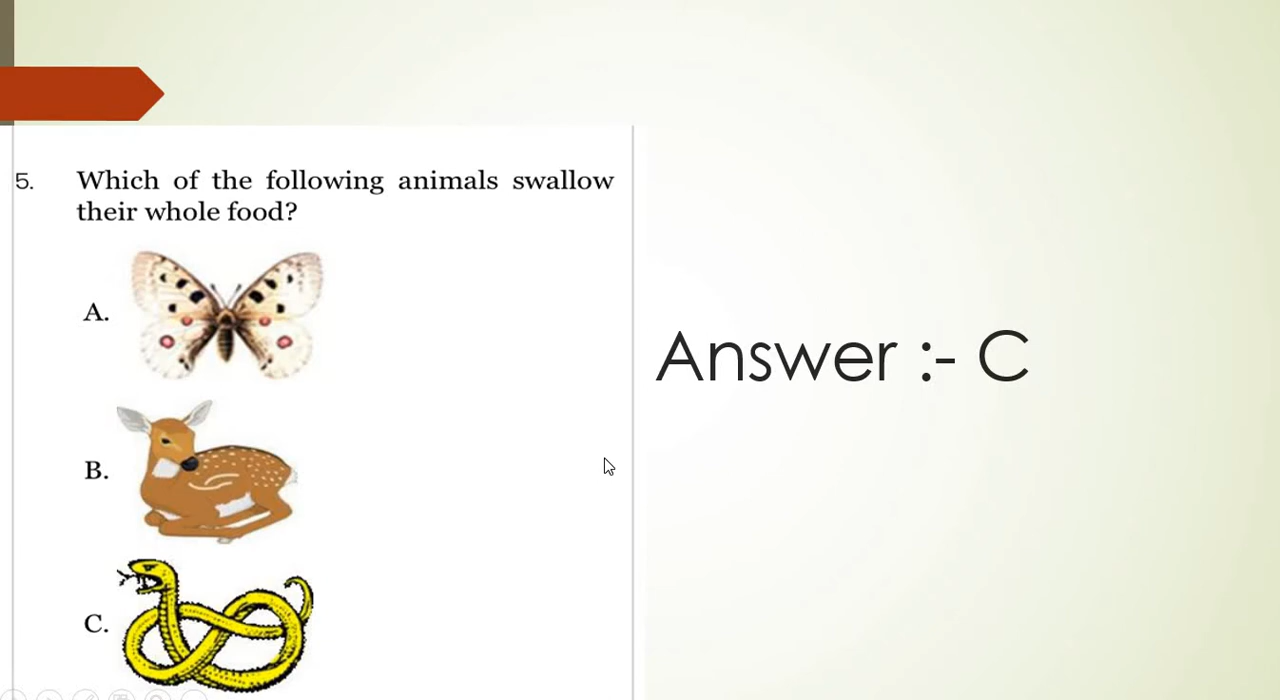 5. Which of the following animals swallow
their whole food?
A.
B.
C.
Answer :- C